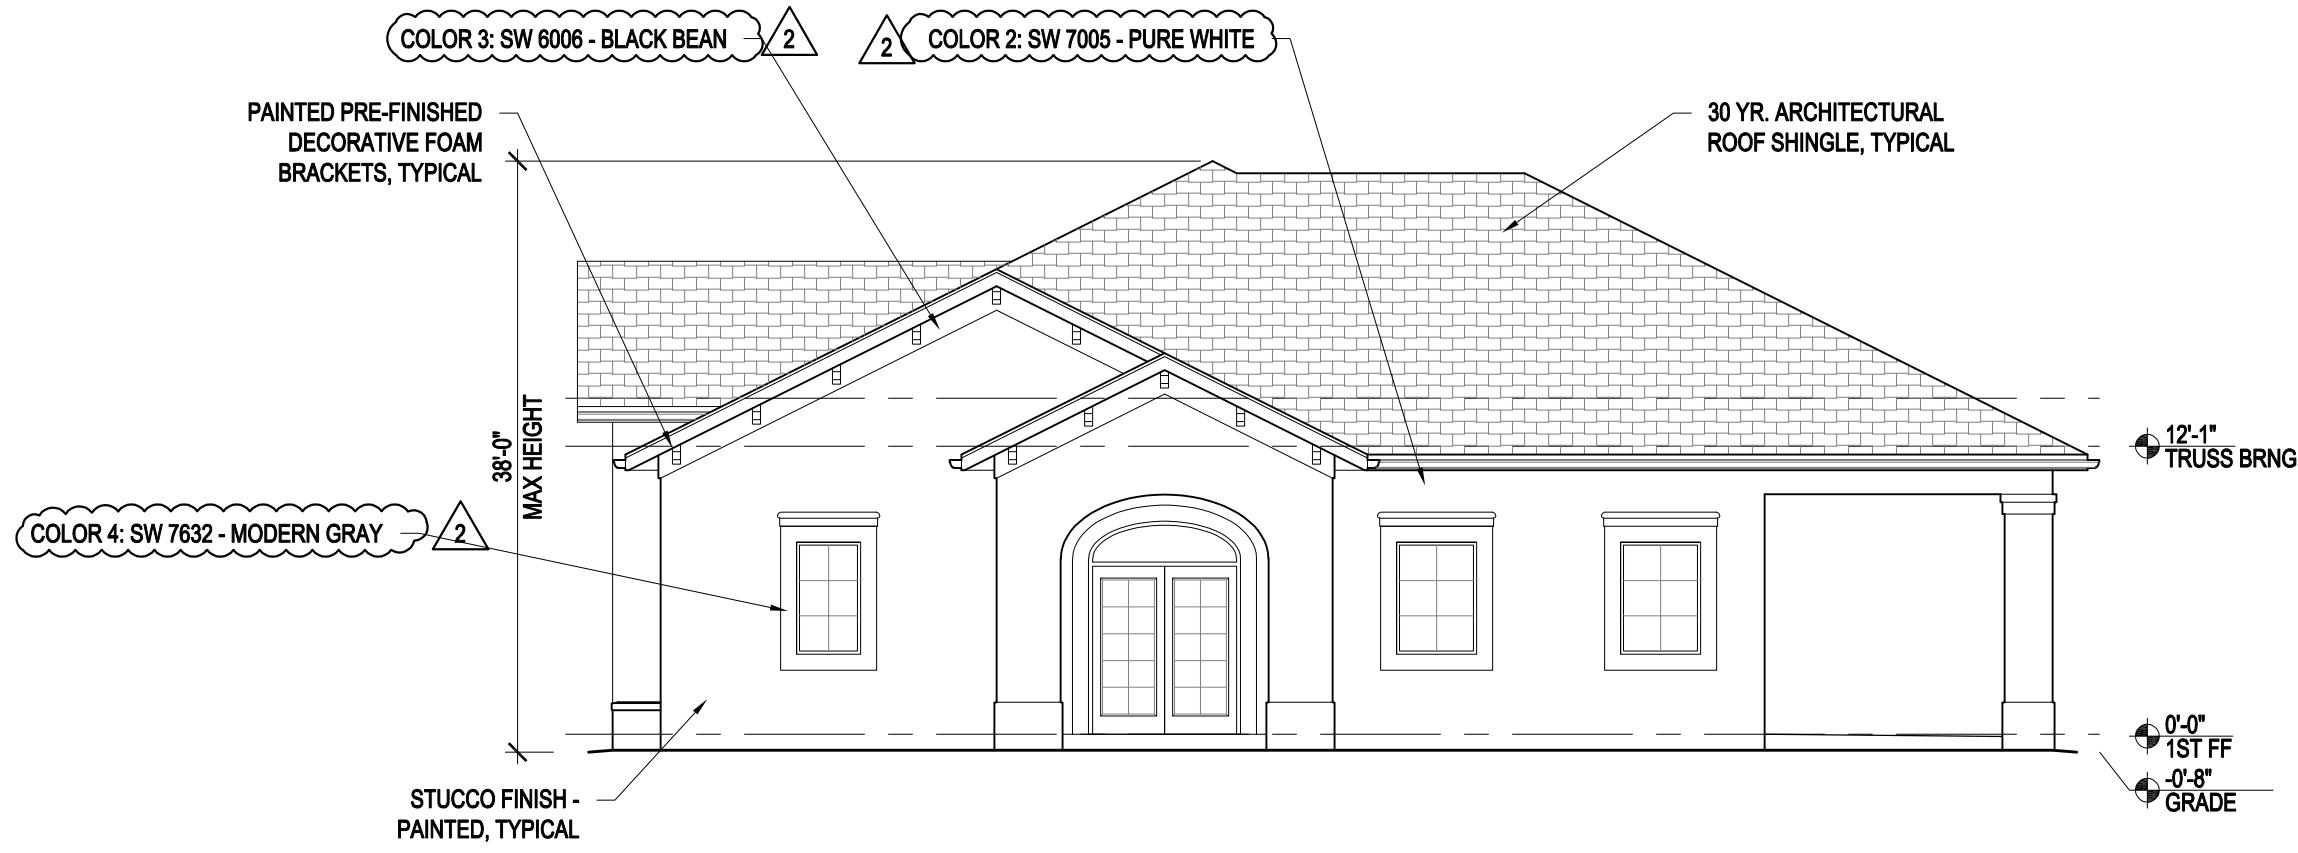 COLOR 3: SW 6006 - BLACK BEAN
2
2
COLOR 2: SW 7005 - PURE WHITE
PAINTED PRE-FINISHED
DECORATIVE FOAM
BRACKETS, TYPICAL
30 YR. ARCHITECTURAL
ROOF SHINGLE, TYPICAL
38'-0"
MAX HEIGHT
12'-1"
TRUSS BRNG
COLOR 4: SW 7632 - MODERN GRAY
2
0'-0"
1ST FF
-0'-8"
GRADE
STUCCO FINISH -
PAINTED, TYPICAL